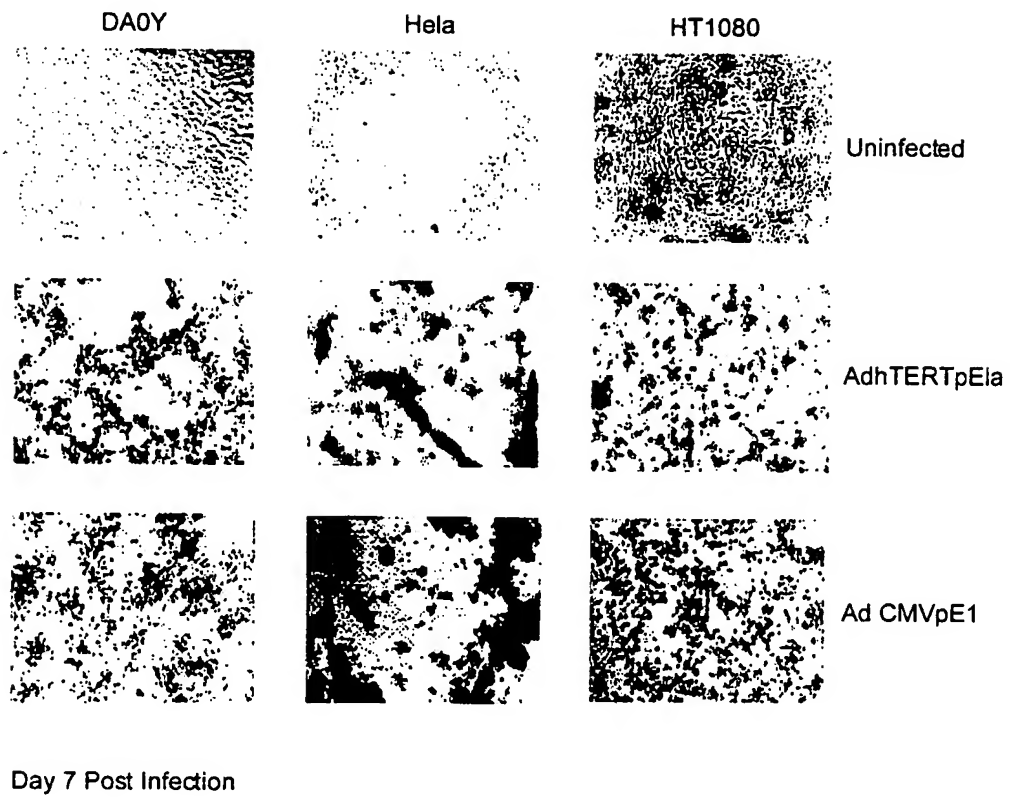 DA0Y Hela HT1080
Uninfected
AdhTERTpEla
Ad CMVpE1
Day 7 Post Infection